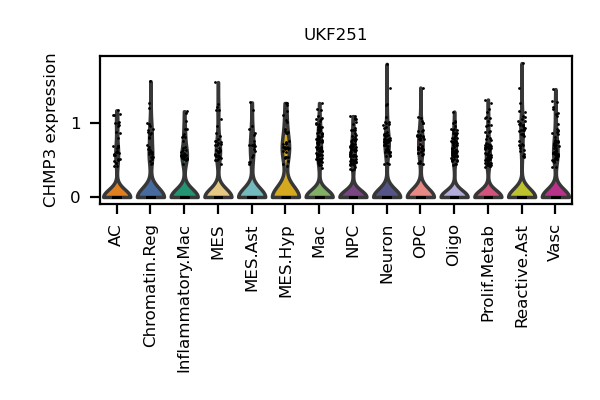 UKF251
CHMP3 expression
1
0
AC
Chromatin.Reg
Inflammatory.Mac
MES
MES.Ast
MES.Hyp
Mac
NPC
Neuron
OPC
Oligo
Prolif.Metab
Reactive.Ast
Vasc